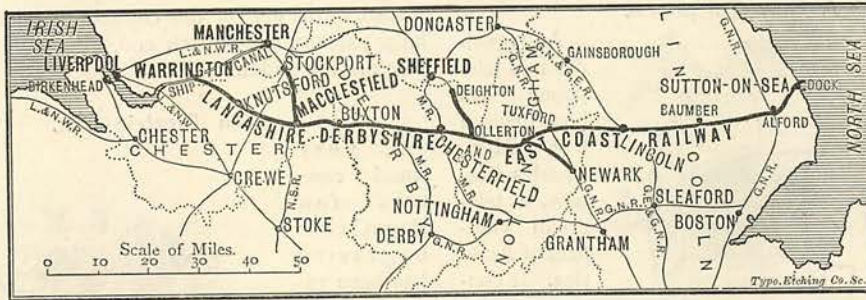 IRISH SEA
LIVERPOOL
BIRKENHEAD
L.&N.W.R.
MANCHESTER
WARRINGTON
SHIP CANAL
STOCKPORT
KNUTSFORD
MACCLESFIELD
L.&N.W.R.
L.&N.W.
CHESTER
CHESTER
CREWE
N.S.R.
STOKE
BUXTON
DERBY
DERBY
SHEFFIELD
DEIGHTON
M.R.
M.R.
M.R.
M.R.
CHESTERFIELD
LANCASHIRE DERBYSHIRE AND EAST COAST RAILWAY
DONCASTER
G.N.R.
G.N.&G.E.R.
GAINSBOROUGH
TUXFORD
OLLERTON
NOTTINGHAM
NOTTINGHAM
G.N.R.
G.N.R.
G.N.R.
NEWARK
GRANTHAM
LINCOLN
LINCOLN
G.E.&G.N.R.
SLEAFORD
BOSTON
G.N.R.
G.N.R.
BAUMBER
ALFORD
SUTTON-ON-SEA
DOCK
NORTH SEA
Scale of Miles.
0 10 20 30 40 50
Typo. Etching Co. Sc.